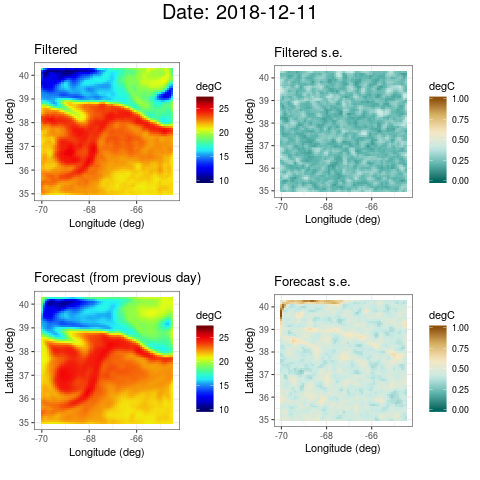 Date: 2018-12-11
Filtered
degC
40
39
38
37
36
35
25
20
15
10
-70 -68 -66
Longitude (deg)
Latitude (deg)
Filtered s.e.
degC
40
39
38
37
36
35
1.00
0.75
0.50
0.25
0.00
-70 -68 -66
Longitude (deg)
Latitude (deg)
Forecast (from previous day)
degC
40
39
38
37
36
35
25
20
15
10
-70 -68 -66
Longitude (deg)
Latitude (deg)
Forecast s.e.
degC
40
39
38
37
36
35
1.00
0.75
0.50
0.25
0.00
-70 -68 -66
Longitude (deg)
Latitude (deg)